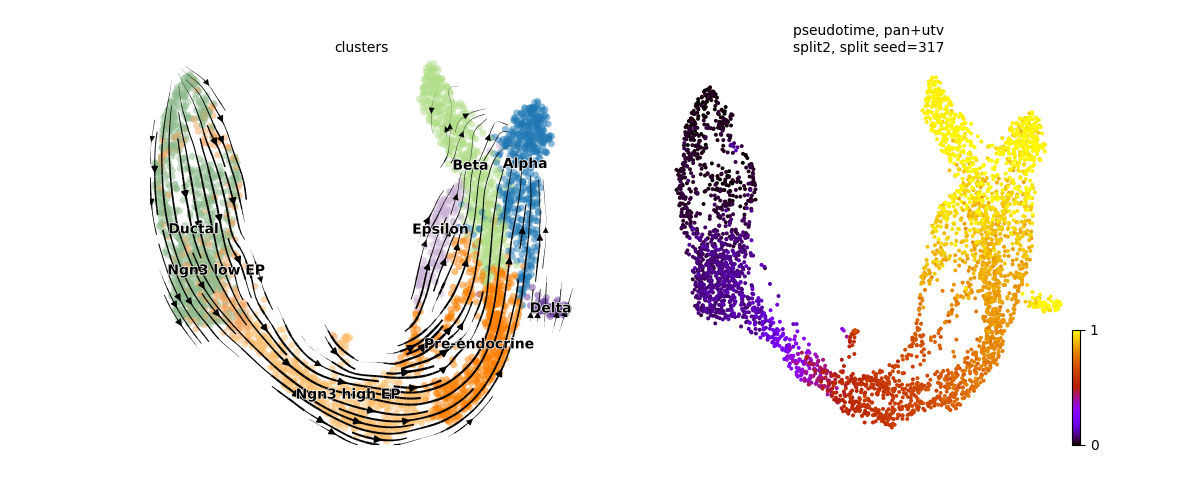 clusters
Beta
Alpha
Ductal
Epsilon
Ngn3 low EP
Delta
Pre-endocrine
Ngn3 high EP
pseudotime, pan+utv
split2, split seed=317
1
0